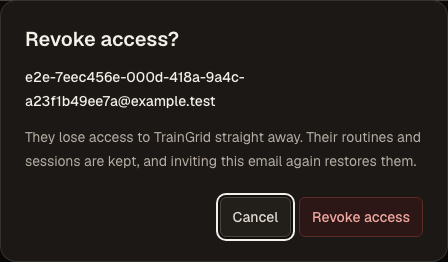 Revoke access?
e2e-7eec456e-000d-418a-9a4c-
a23f1b49ee7a@example.test
They lose access to TrainGrid straight away. Their routines and
sessions are kept, and inviting this email again restores them.
Cancel
Revoke access